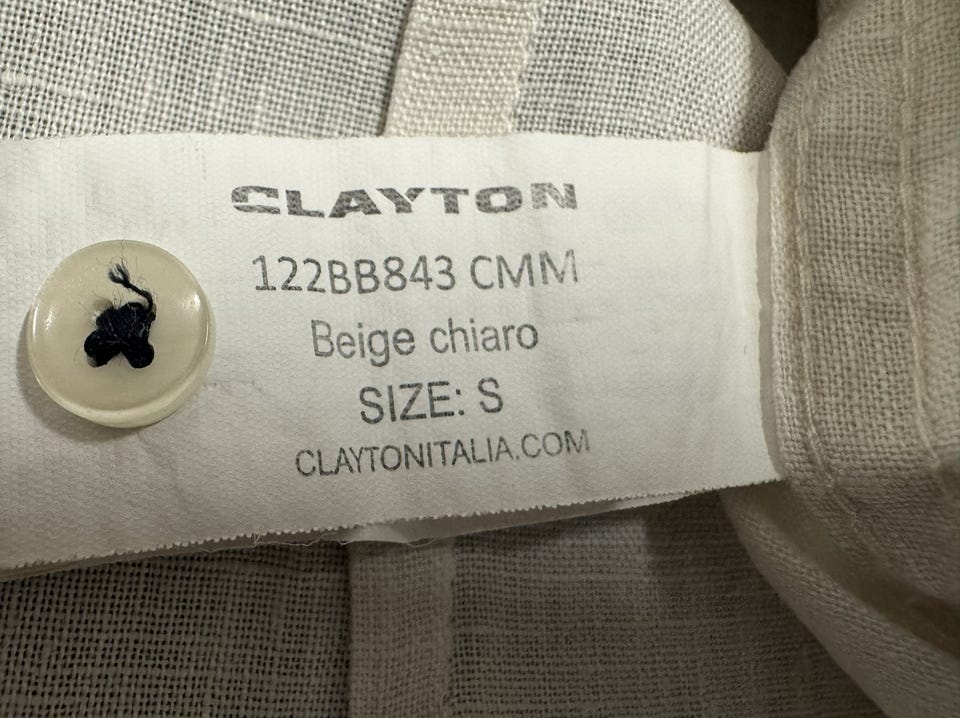 CLAYTON
122BB843 CMM
Beige chiaro
SIZE: S
CLAYTONITALIA.COM